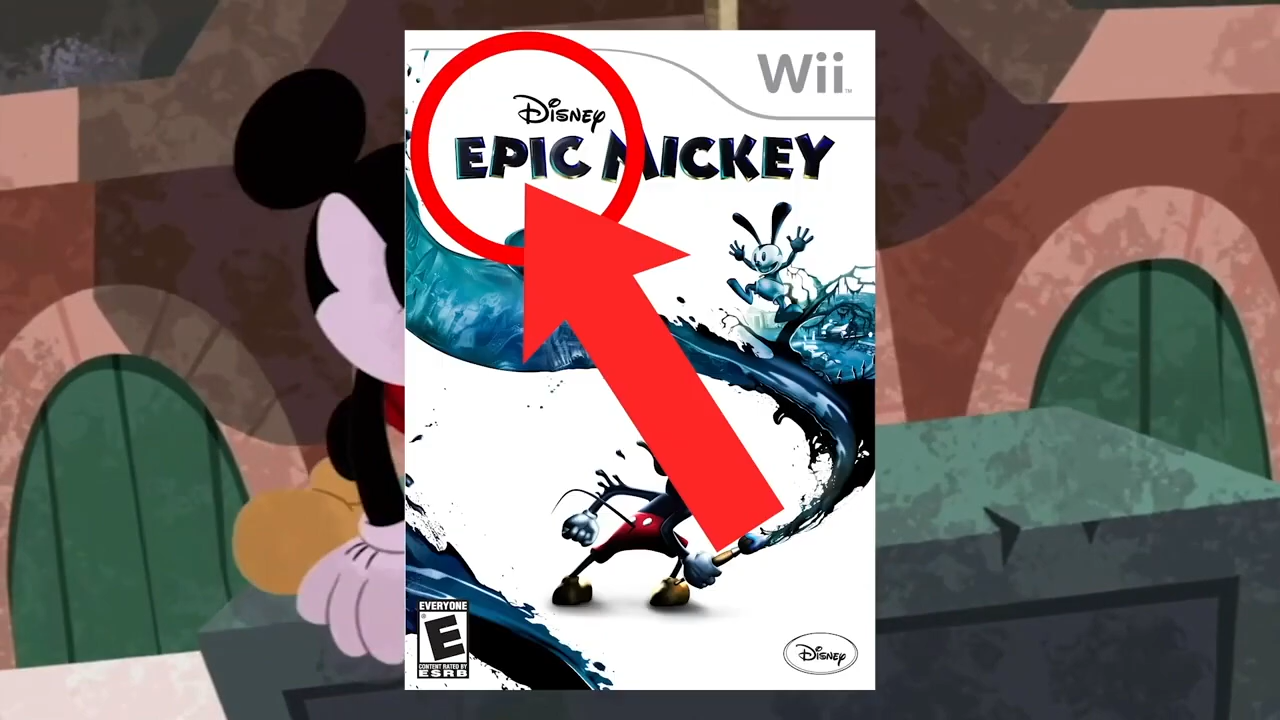 Wii
Disney
EPIC MICKEY
EVERYONE
E
CONTENT RATED BY
ESRB
Disney